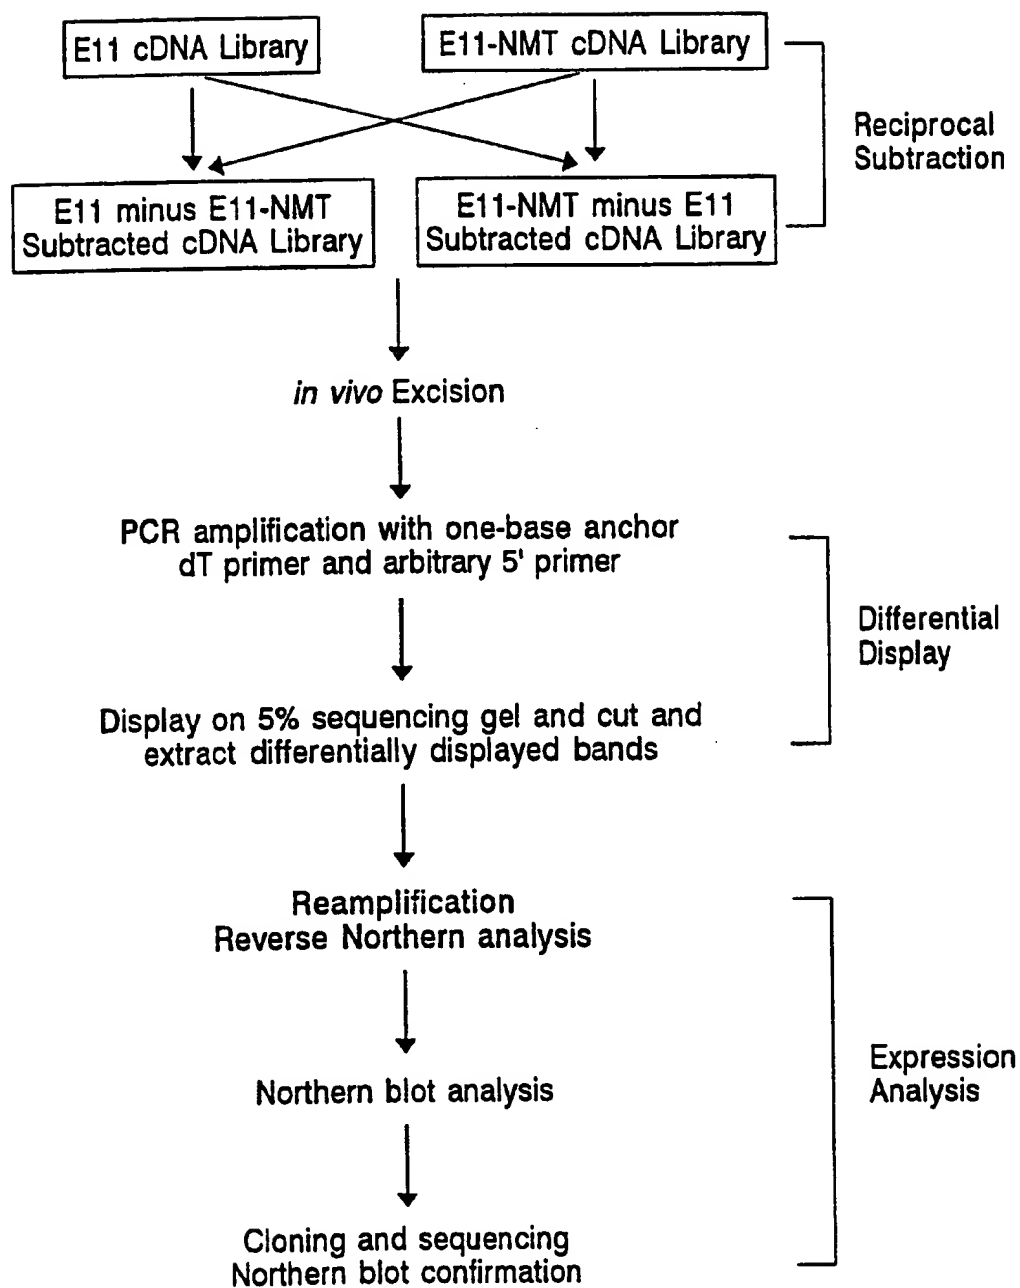 E11 cDNA Library
E11-NMT cDNA Library
Reciprocal
Subtraction
E11 minus E11-NMT
Subtracted cDNA Library
E11-NMT minus E11
Subtracted cDNA Library
in vivo Excision
PCR amplification with one-base anchor
dT primer and arbitrary 5' primer
Differential
Display
Display on 5% sequencing gel and cut and
extract differentially displayed bands
Reamplification
Reverse Northern analysis
Expression
Analysis
Northern blot analysis
Cloning and sequencing
Northern blot confirmation